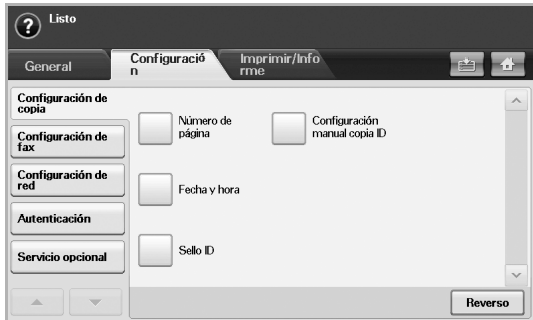 ?
Listo
General
Configuració
n
Imprimir/Info
rme
Configuración de
copia
Configuración de
fax
Configuración de
red
Autenticación
Servicio opcional
Número de
página
Configuración
manual copia ID
Fecha y hora
Sello ID
Reverso